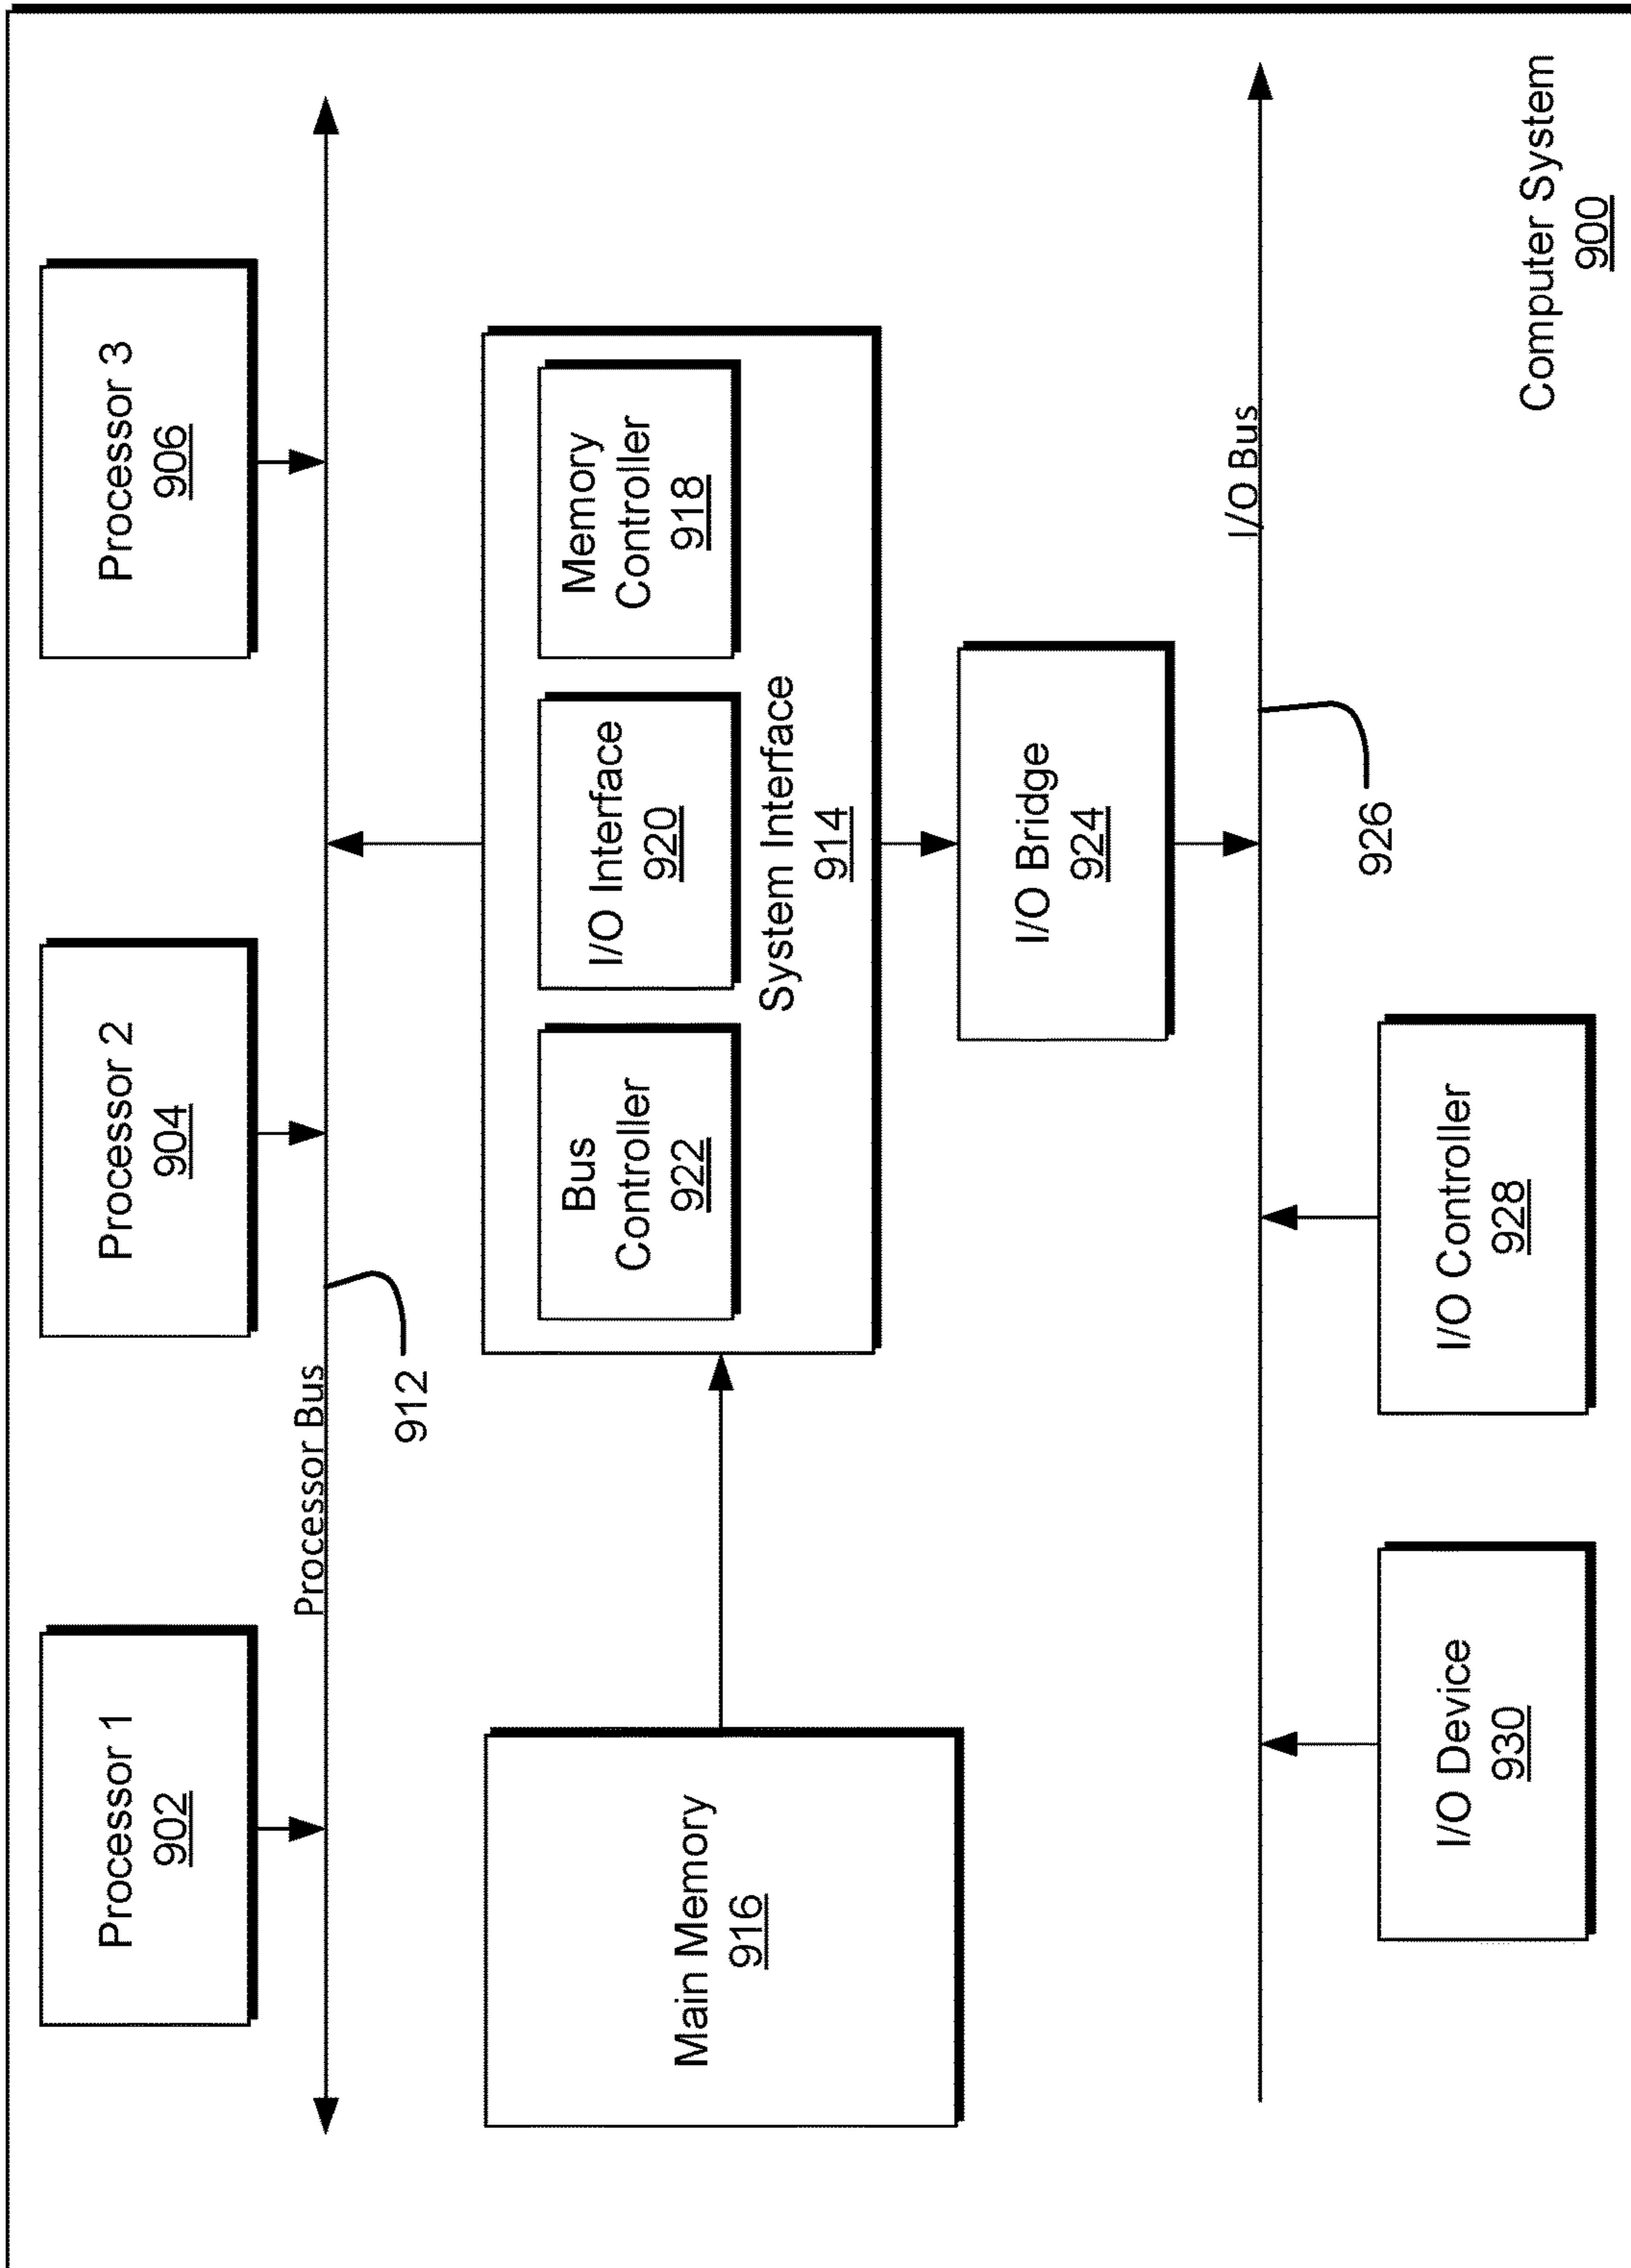 Processor 1
902
Processor 2
904
Processor 3
906
Processor Bus
912
Main Memory
916
Bus
Controller
922
I/O Interface
920
Memory
Controller
918
System Interface
914
I/O Bridge
924
I/O Bus
926
I/O Device
930
I/O Controller
928
Computer System
900